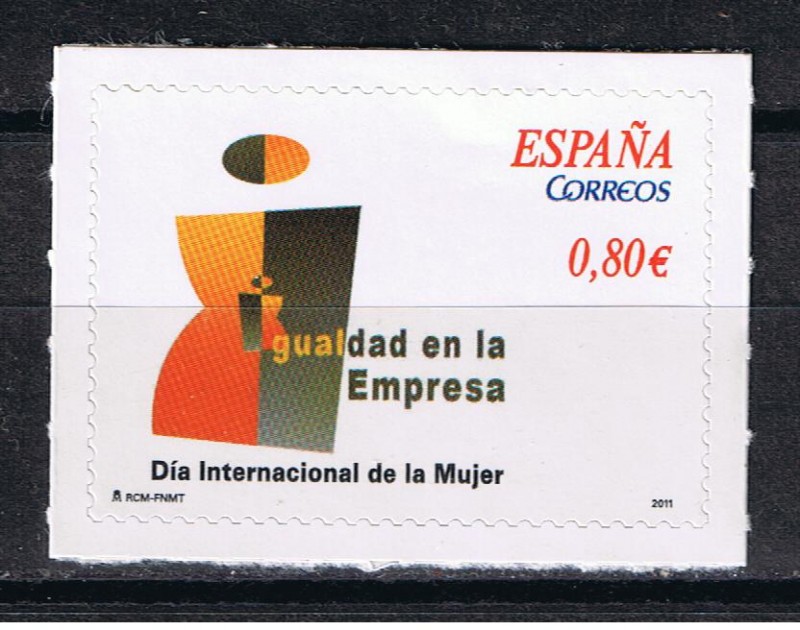 ESPAÑA
CORREOS
0,80€
Igualdad en la
Empresa
Día Internacional de la Mujer
RCM-FNMT
2011